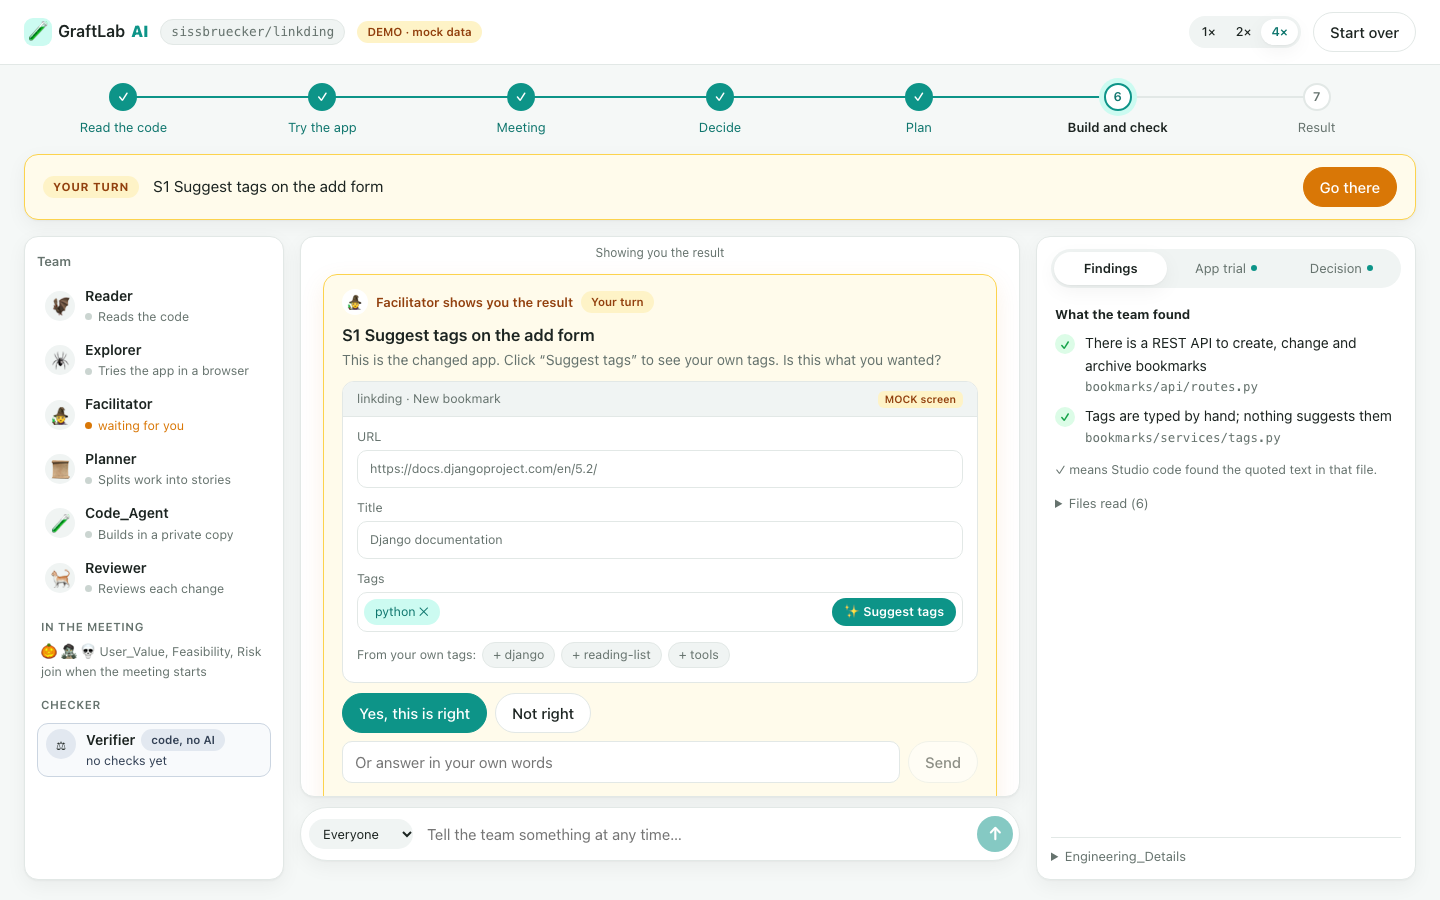 GraftLab AI
sissbruecker/linkding
DEMO · mock data
1×
2×
4×
Start over
6
7
Read the code
Try the app
Meeting
Decide
Plan
Build and check
Result
YOUR TURN
S1 Suggest tags on the add form
Go there
Team
Reader
Reads the code
Explorer
Tries the app in a browser
Facilitator
waiting for you
Planner
Splits work into stories
Code_Agent
Builds in a private copy
Reviewer
Reviews each change
IN THE MEETING
User_Value, Feasibility, Risk
join when the meeting starts
CHECKER
Verifier
code, no AI
no checks yet
Showing you the result
Facilitator shows you the result
Your turn
S1 Suggest tags on the add form
This is the changed app. Click “Suggest tags” to see your own tags. Is this what you wanted?
linkding · New bookmark
MOCK screen
URL
https://docs.djangoproject.com/en/5.2/
Title
Django documentation
Tags
python ×
✨ Suggest tags
From your own tags:
+ django
+ reading-list
+ tools
Yes, this is right
Not right
Or answer in your own words
Send
Everyone
Tell the team something at any time...
Findings
App trial
Decision
What the team found
There is a REST API to create, change and
archive bookmarks
bookmarks/api/routes.py
Tags are typed by hand; nothing suggests them
bookmarks/services/tags.py
✓ means Studio code found the quoted text in that file.
Files read (6)
Engineering_Details